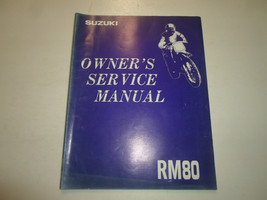 SUZUKI
OWNER'S
SERVICE
MANUAL
RM80